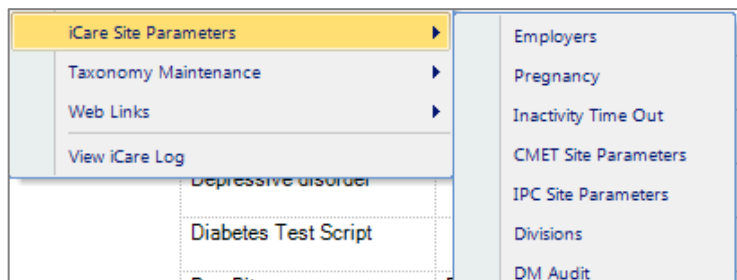 iCare Site Parameters
Taxonomy Maintenance
Web Links
View iCare Log
Employers
Pregnancy
Inactivity Time Out
CMET Site Parameters
IPC Site Parameters
Divisions
DM Audit
Depressive disorder
Diabetes Test Script